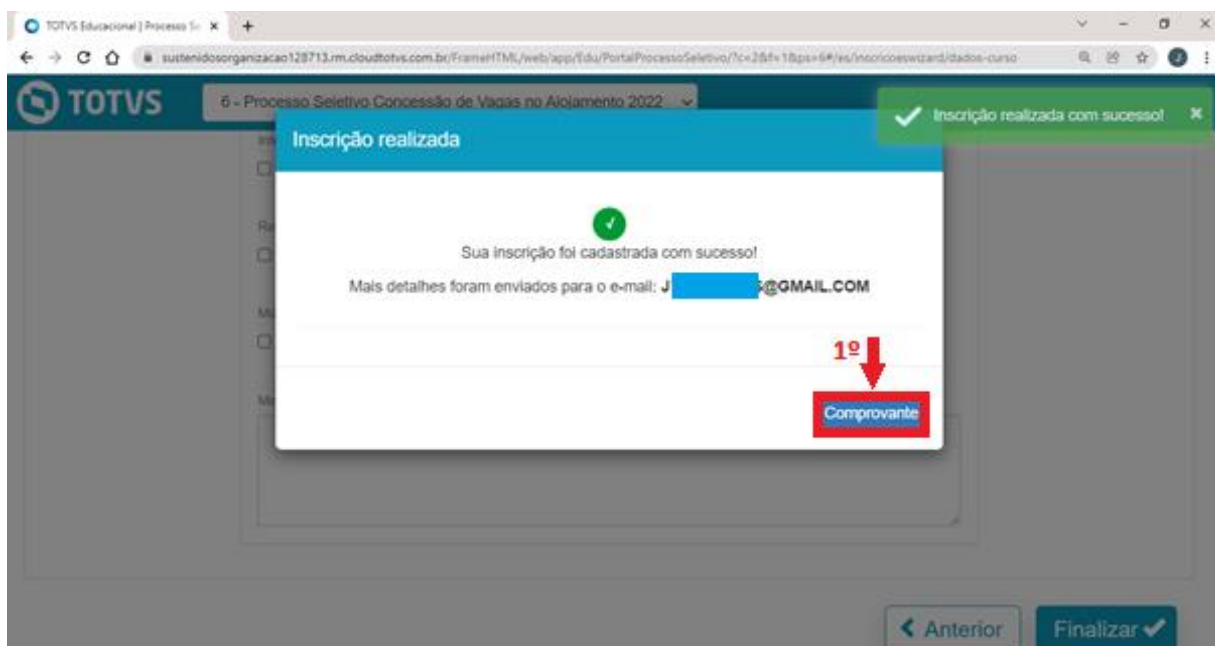 TOTVS Educacional | Processo Se
sustenidosorganizacao128713.rm.cloudtotvs.com.br/FrameHTML/web/app/Edu/PortalProcessoSeletivo/?c=2&f=1&ps=6#/es/inscricoeswizard/dados-curso
J
TOTVS
6 - Processo Seletivo Concessão de Vagas no Alojamento 2022
Inscrição realizada com sucesso!
Inscrição realizada
Sua inscrição foi cadastrada com sucesso!
Mais detalhes foram enviados para o e-mail: J @GMAIL.COM
1º
Comprovante
Anterior
Finalizar